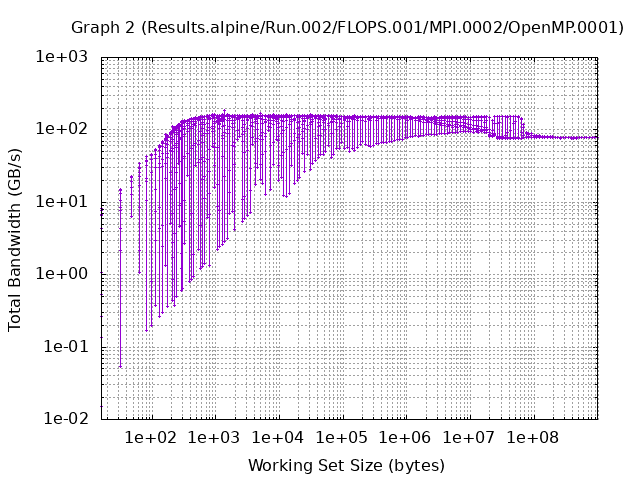 Graph 2 (Results.alpine/Run.002/FLOPS.001/MPI.0002/OpenMP.0001)
1e+03
1e+02
1e+01
1e+00
1e-01
1e-02
Total Bandwidth (GB/s)
1e+02 1e+03 1e+04 1e+05 1e+06 1e+07 1e+08
Working Set Size (bytes)